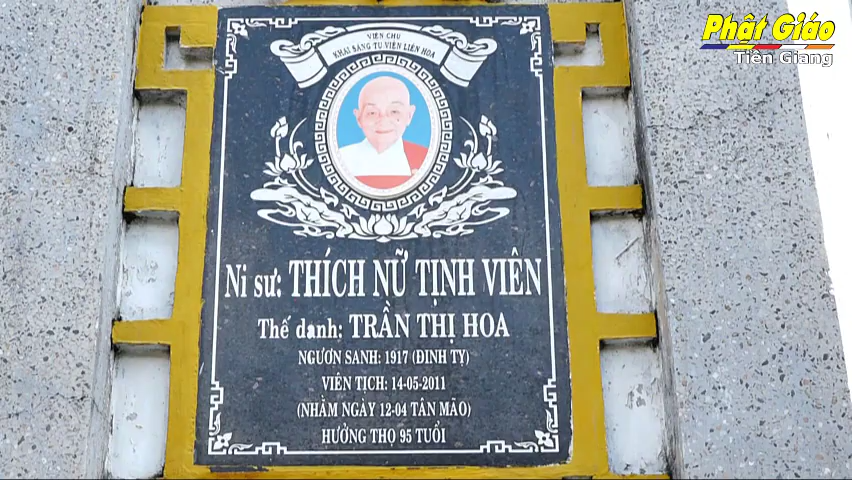 Phật Giáo
Tiền Giang
VIỆN CHỦ
KHAI SÁNG TU VIỆN LIÊN HOA
Ni sư: THÍCH NỮ TỊNH VIÊN
Thế danh: TRẦN THỊ HOA
NGƯƠN SANH: 1917 (ĐINH TỴ)
VIÊN TỊCH: 14-05-2011
(NHẰM NGÀY 12-04 TÂN MÃO)
HƯỞNG THỌ 95 TUỔI